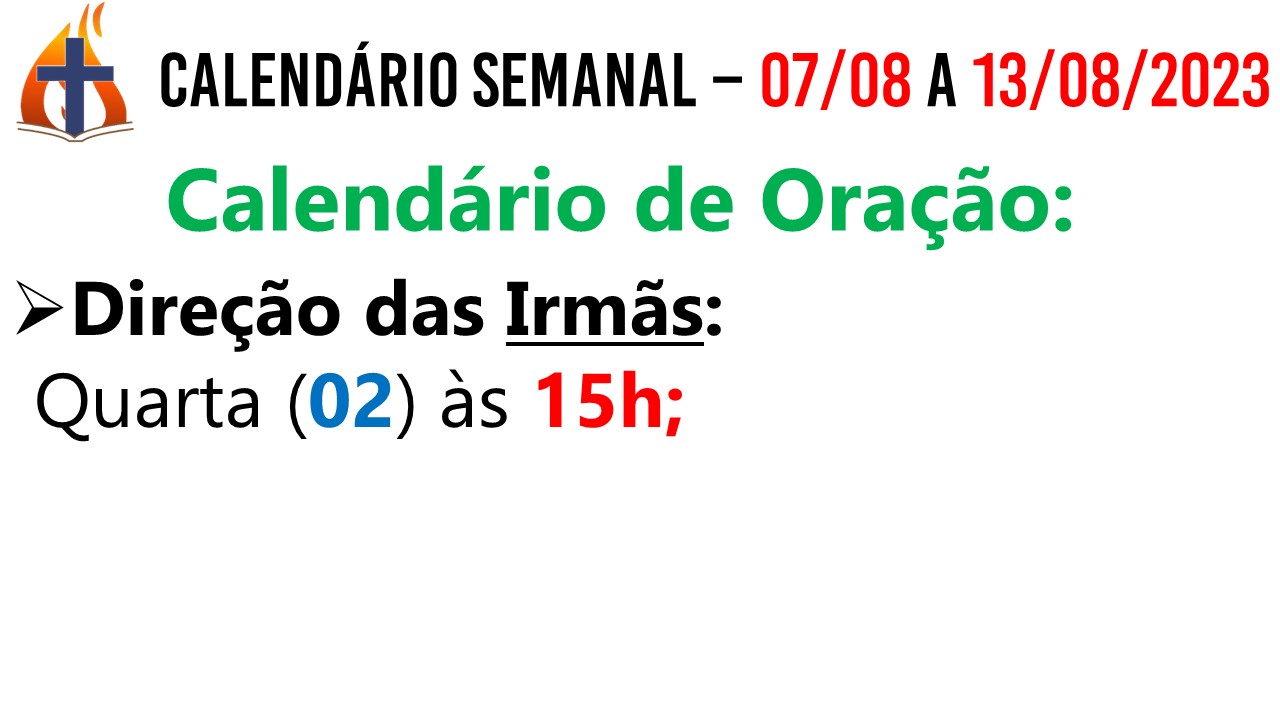 CALENDÁRIO SEMANAL – 07/08 A 13/08/2023
Calendário de Oração:
➢Direção das Irmãs:
Quarta (02) às 15h;